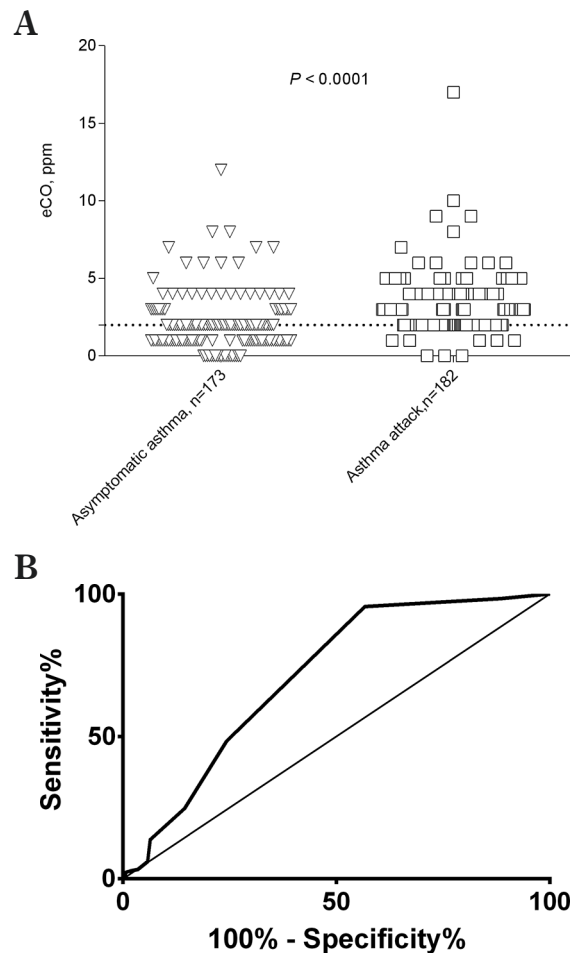 A
20
P < 0.0001
15
eCO, ppm
10
5
0
Asymptomatic asthma, n=173
Asthma attack,n=182
B
100
Sensitivity%
50
0
0 50 100
100% - Specificity%